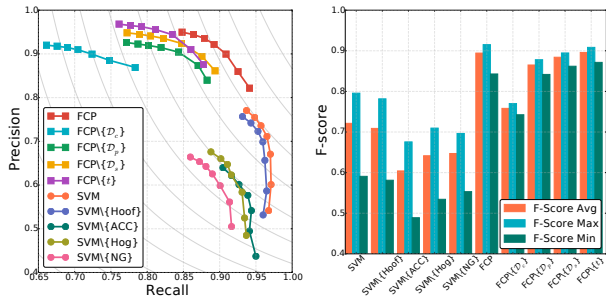 1.0
0.9
0.8
0.7
0.6
0.5
0.4
Precision
FCP
FCP\{𝒟c}
FCP\{𝒟p}
FCP\{𝒟s}
FCP\{t}
SVM
SVM\{Hoof}
SVM\{ACC}
SVM\{Hog}
SVM\{NG}
0.65 0.70 0.75 0.80 0.85 0.90 0.95 1.00
Recall
1.0
0.9
0.8
0.7
0.6
0.5
0.4
F-score
F-Score Avg
F-Score Max
F-Score Min
SVM
SVM\{Hoof}
SVM\{ACC}
SVM\{Hog}
SVM\{NG}
FCP
FCP\{𝒟c}
FCP\{𝒟p}
FCP\{𝒟s}
FCP\{t}